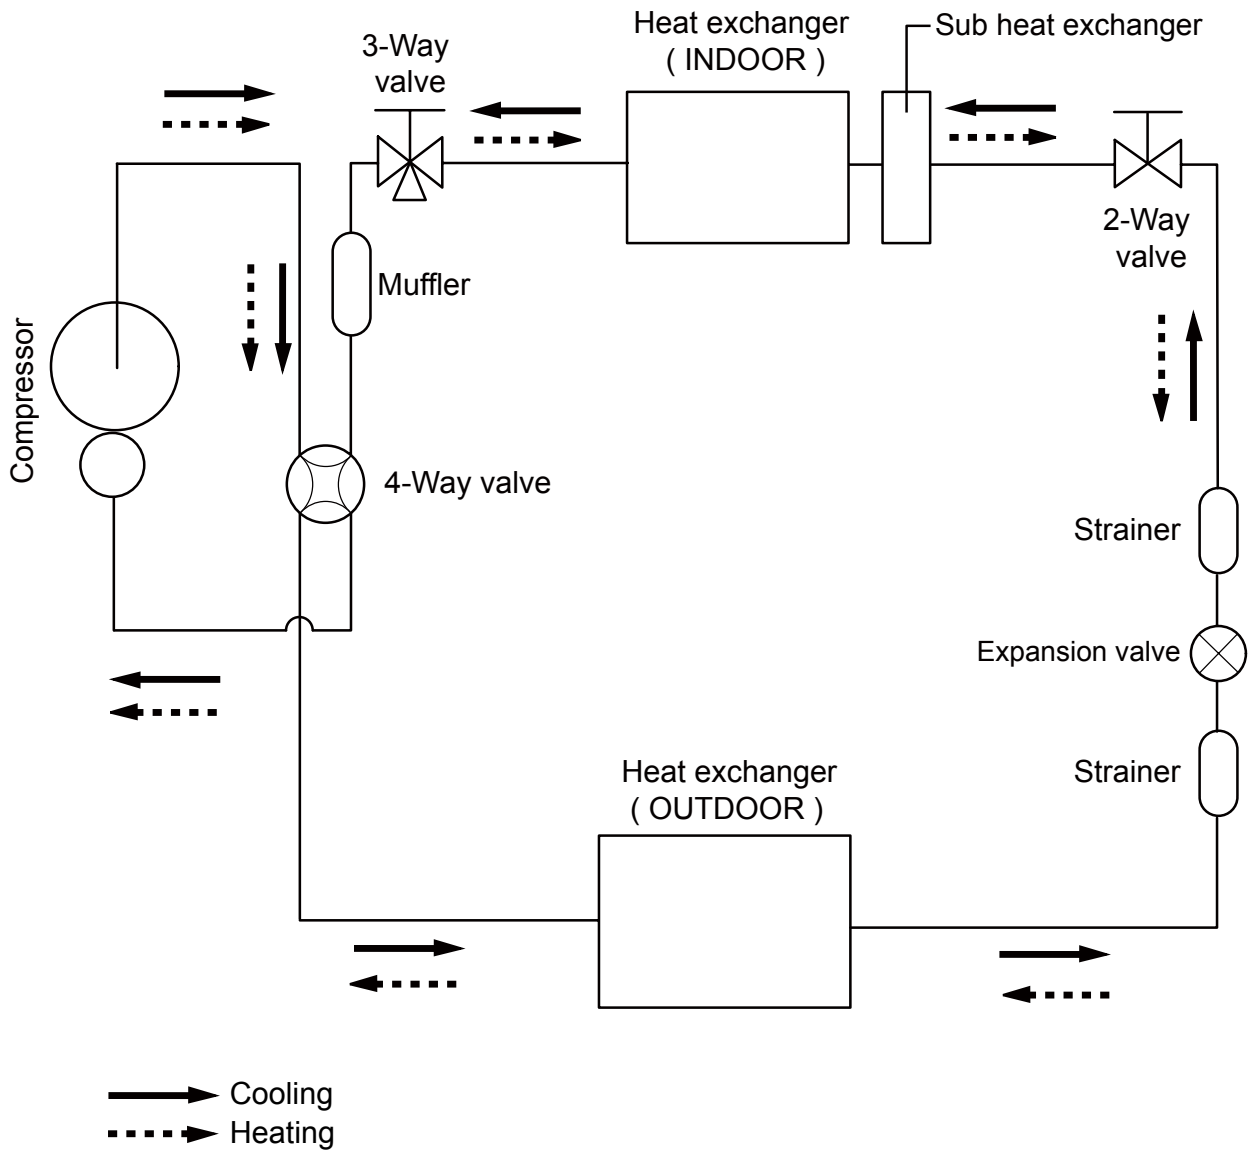 Heat exchanger
( INDOOR )
Sub heat exchanger
3-Way
valve
2-Way
valve
Muffler
Compressor
4-Way valve
Strainer
Expansion valve
Strainer
Heat exchanger
( OUTDOOR )
Cooling
Heating